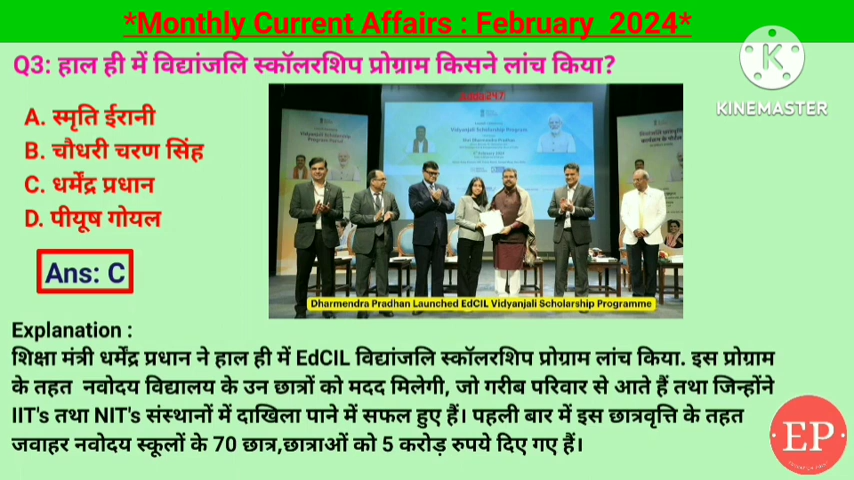 *Monthly Current Affairs : February 2024*
Q3: हाल ही में विद्यांजलि स्कॉलरशिप प्रोग्राम किसने लांच किया?
KINEMASTER
A. स्मृति ईरानी
B. चौधरी चरण सिंह
C. धर्मेंद्र प्रधान
D. पीयूष गोयल
Ans: C
Vidyanjali Scholarship Program
Dharmendra Pradhan Launched EdCIL Vidyanjali Scholarship Programme
Explanation :
शिक्षा मंत्री धर्मेंद्र प्रधान ने हाल ही में EdCIL विद्यांजलि स्कॉलरशिप प्रोग्राम लांच किया. इस प्रोग्राम
के तहत नवोदय विद्यालय के उन छात्रों को मदद मिलेगी, जो गरीब परिवार से आते हैं तथा जिन्होंने
IIT's तथा NIT's संस्थानों में दाखिला पाने में सफल हुए हैं। पहली बार में इस छात्रवृत्ति के तहत
जवाहर नवोदय स्कूलों के 70 छात्र,छात्राओं को 5 करोड़ रुपये दिए गए हैं।
EP